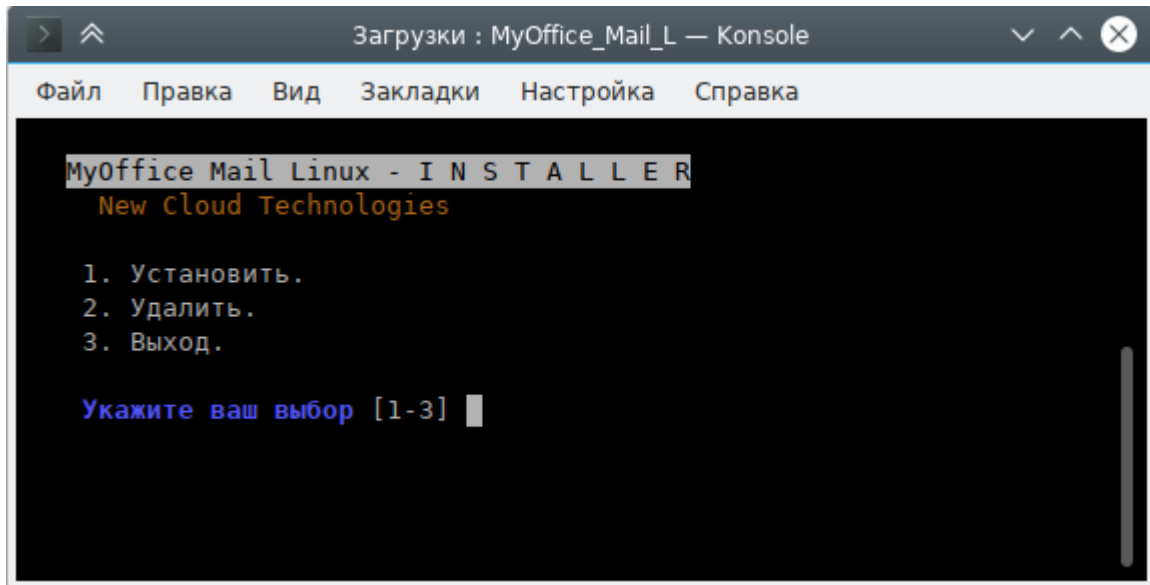 Загрузки : MyOffice_Mail_L — Konsole
Файл Правка Вид Закладки Настройка Справка
MyOffice Mail Linux - I N S T A L L E R
New Cloud Technologies
1. Установить.
2. Удалить.
3. Выход.
Укажите ваш выбор [1-3]